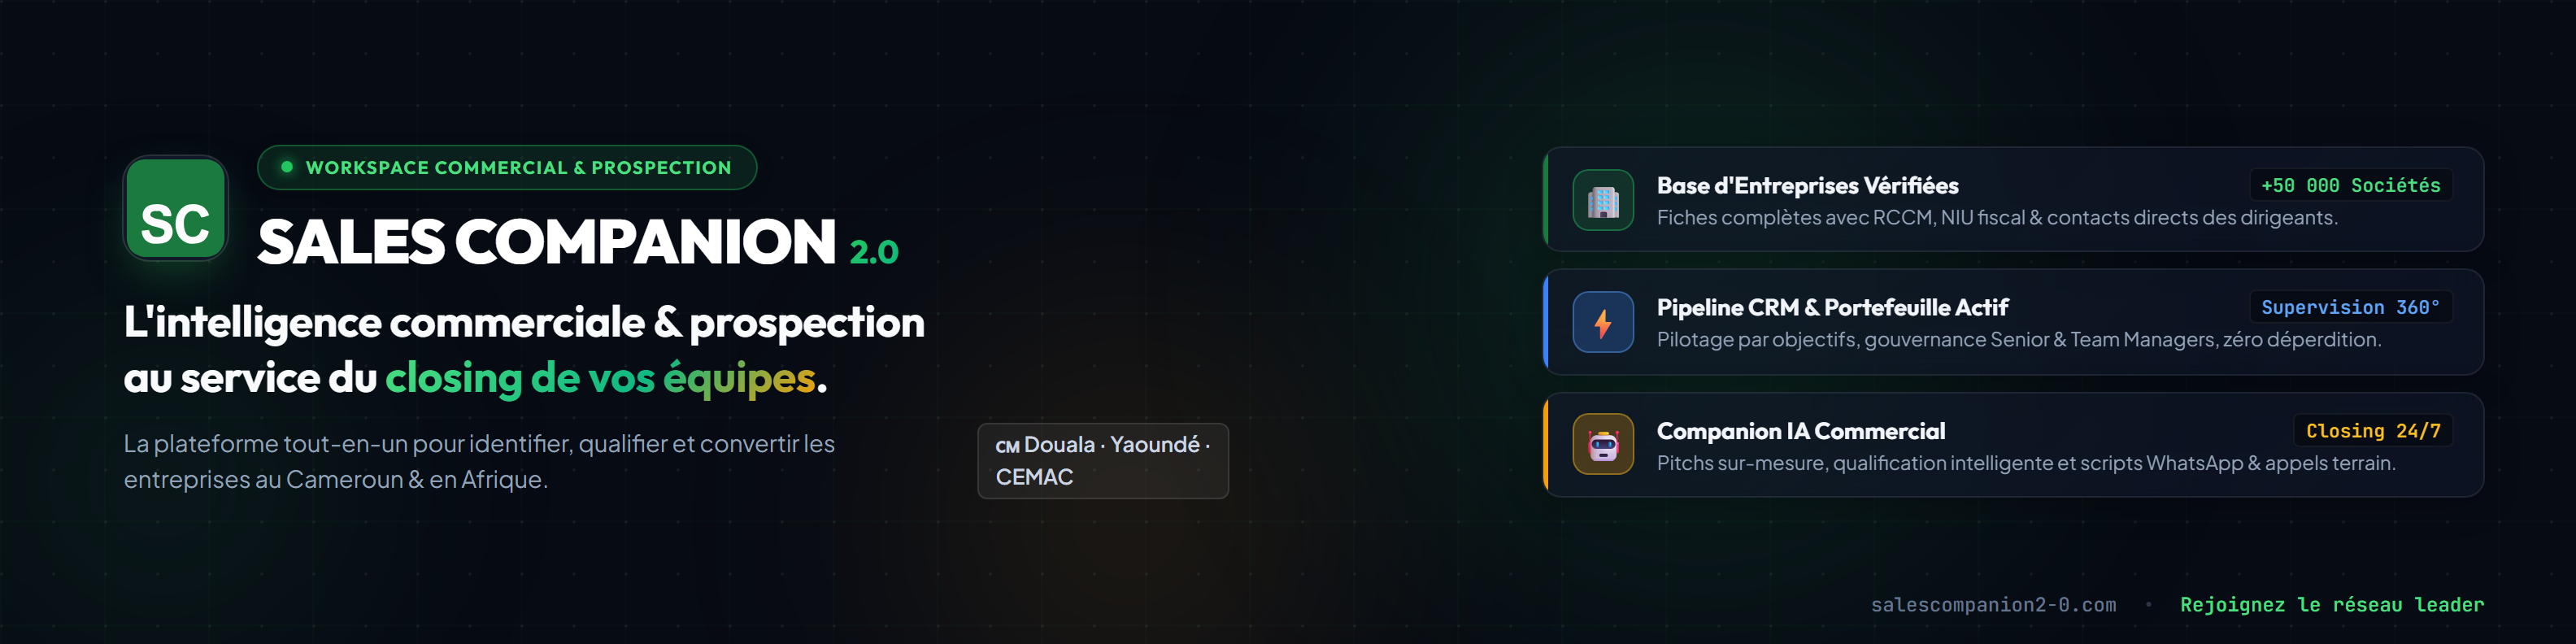 SC
WORKSPACE COMMERCIAL & PROSPECTION
SALES COMPANION 2.0
L'intelligence commerciale & prospection
au service du closing de vos équipes.
La plateforme tout-en-un pour identifier, qualifier et convertir les
entreprises au Cameroun & en Afrique.
CM Douala · Yaoundé ·
CEMAC
Base d'Entreprises Vérifiées
+50 000 Sociétés
Fiches complètes avec RCCM, NIU fiscal & contacts directs des dirigeants.
Pipeline CRM & Portefeuille Actif
Supervision 360°
Pilotage par objectifs, gouvernance Senior & Team Managers, zéro déperdition.
Companion IA Commercial
Closing 24/7
Pitchs sur-mesure, qualification intelligente et scripts WhatsApp & appels terrain.
salescompanion2-0.com • Rejoignez le réseau leader